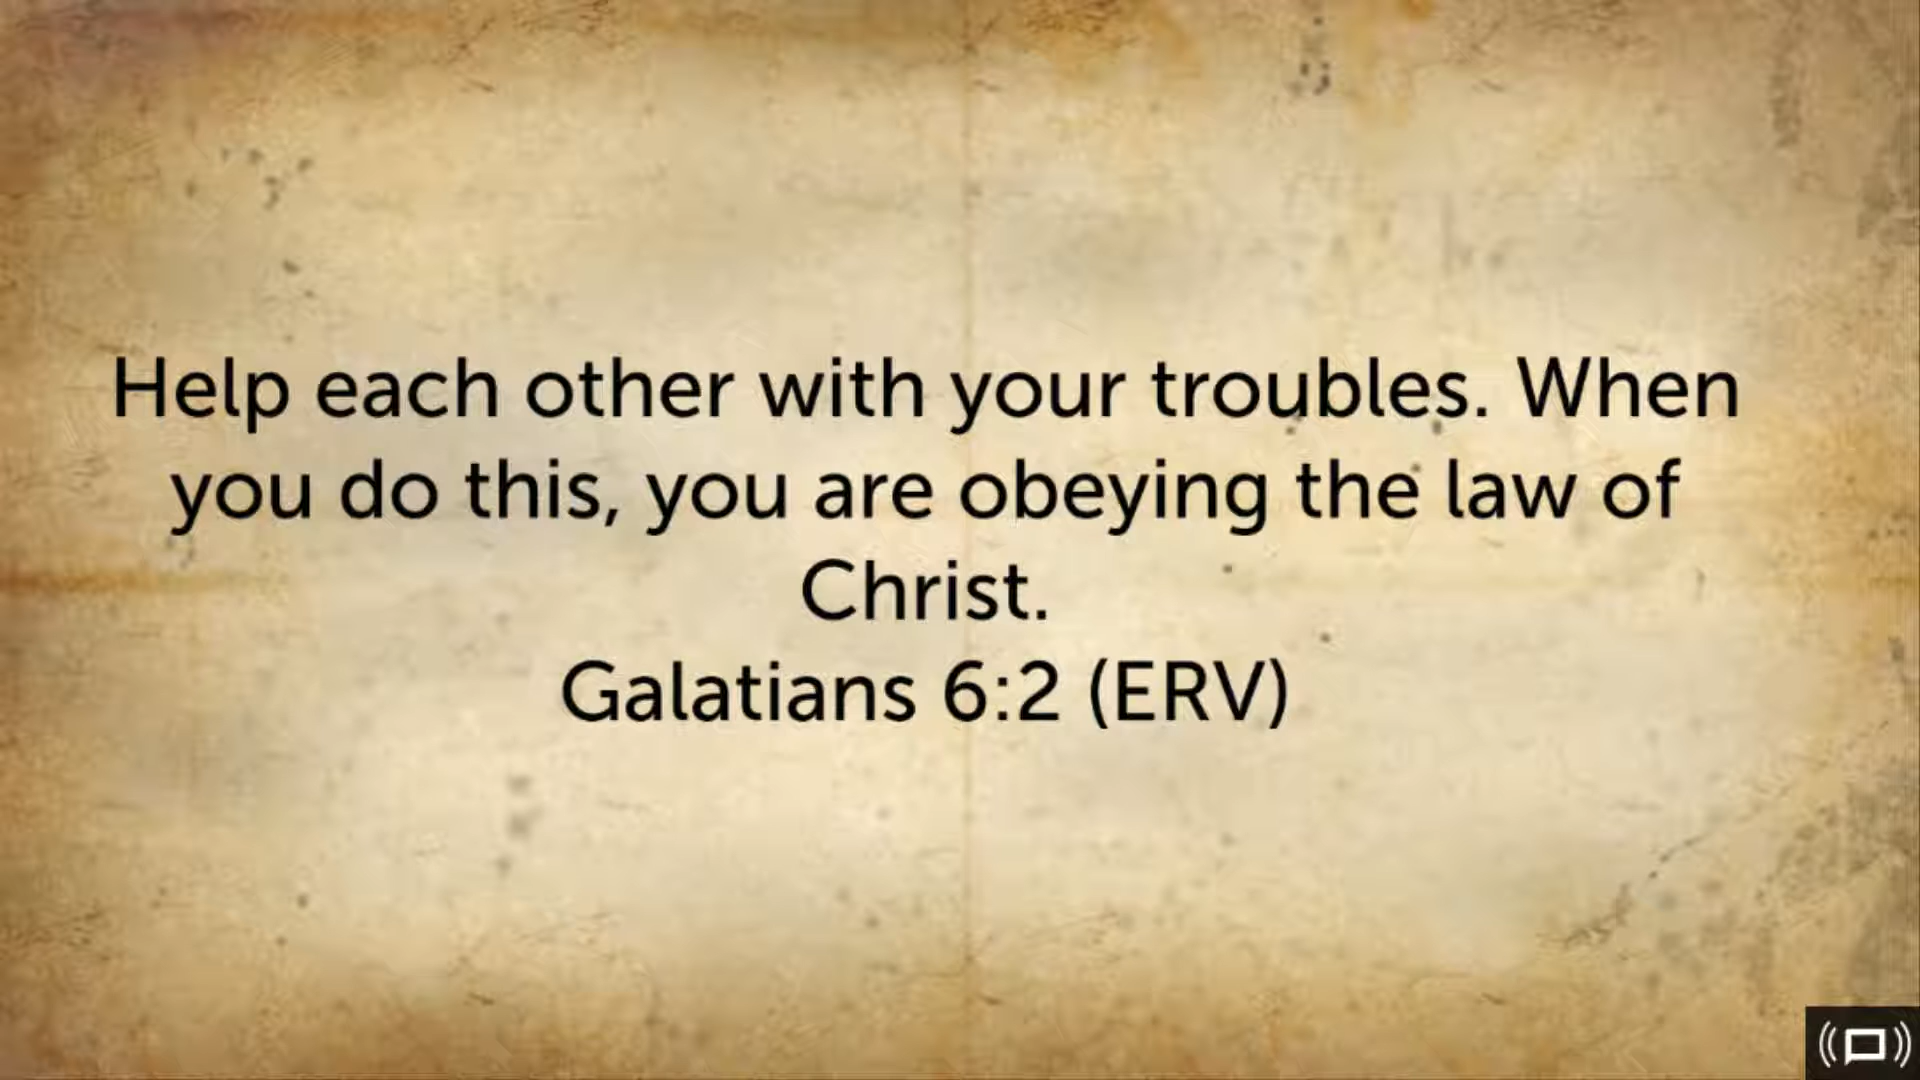 Help each other with your troubles. When
you do this, you are obeying the law of
Christ.
Galatians 6:2 (ERV)